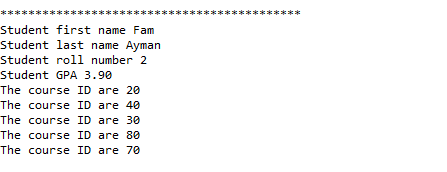 *******************************************
Student first name Fam
Student last name Ayman
Student roll number 2
Student GPA 3.90
The course ID are 20
The course ID are 40
The course ID are 30
The course ID are 80
The course ID are 70